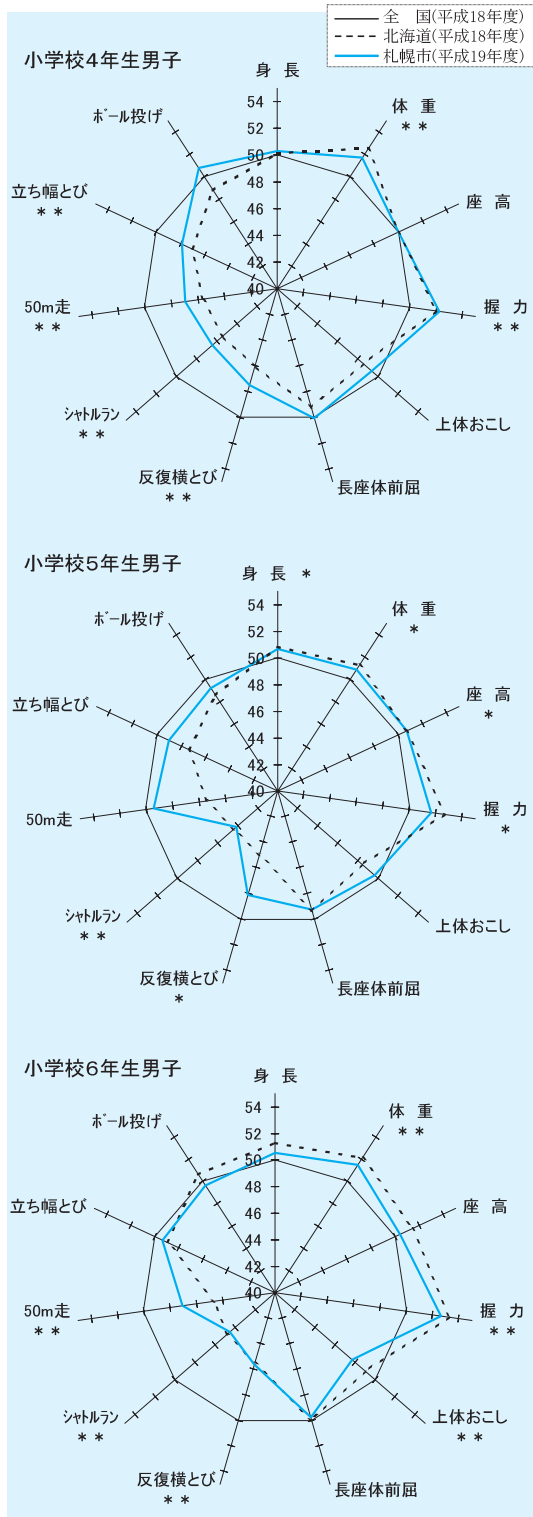 全　国(平成18年度)
北海道(平成18年度)
札幌市(平成19年度)
小学校4年生男子
身 長
ボール投げ
体 重
＊＊
立ち幅とび
＊＊
座 高
50m走
＊＊
握 力
＊＊
シャトルラン
＊＊
上体おこし
反復横とび
＊＊
長座体前屈
54
52
50
48
46
44
42
40
小学校5年生男子
身 長 ＊
ボール投げ
体 重
＊
立ち幅とび
座 高
＊
50m走
握 力
＊
シャトルラン
＊＊
上体おこし
反復横とび
＊
長座体前屈
54
52
50
48
46
44
42
40
小学校6年生男子
身 長
ボール投げ
体 重
＊＊
立ち幅とび
座 高
50m走
＊＊
握 力
＊＊
シャトルラン
＊＊
上体おこし
＊＊
反復横とび
＊＊
長座体前屈
54
52
50
48
46
44
42
40